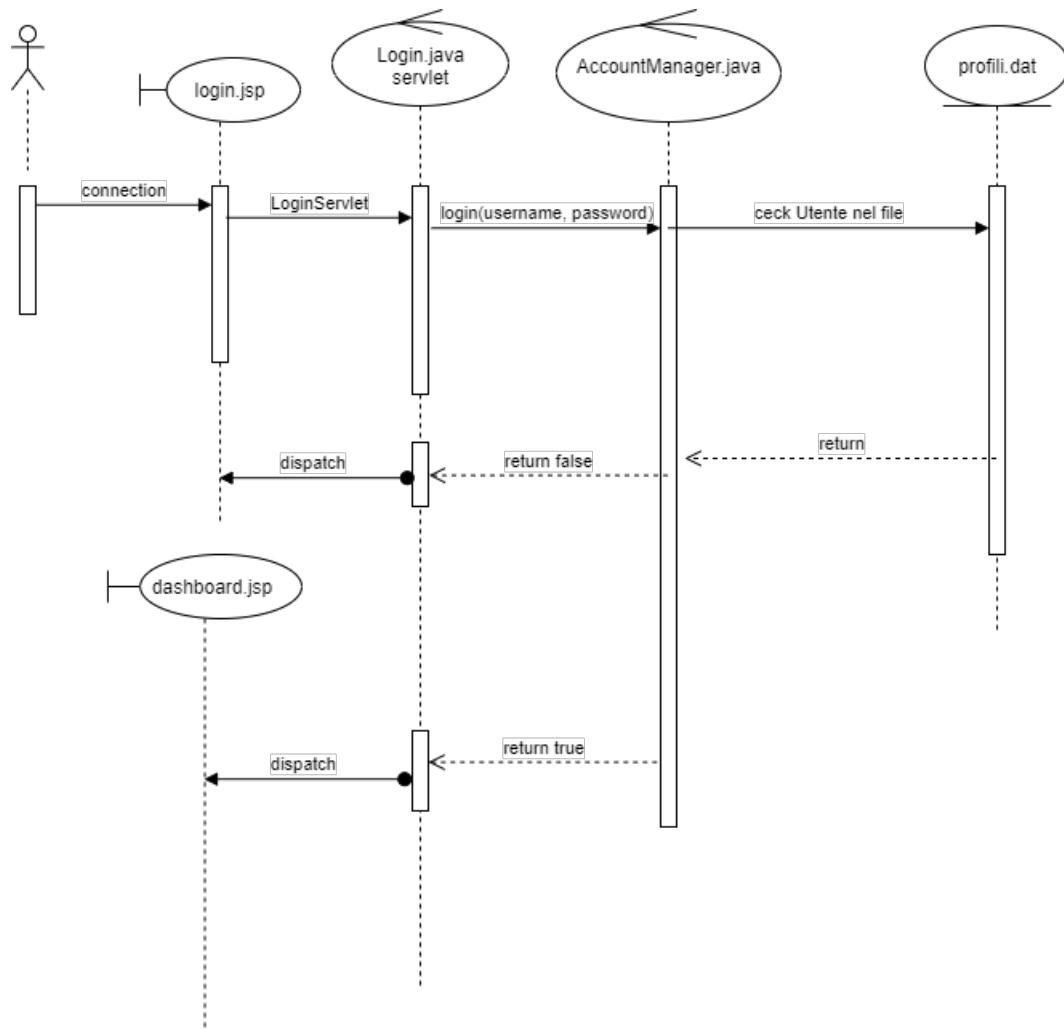 Login.java
servlet
AccountManager.java
profili.dat
login.jsp
connection
LoginServlet
login(username, password)
ceck Utente nel file
return
dispatch
return false
dashboard.jsp
return true
dispatch